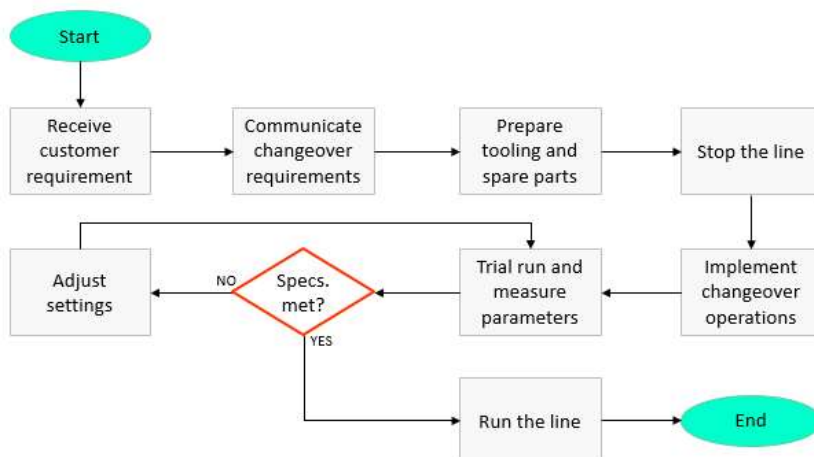 Start
Receive
customer
requirement
Communicate
changeover
requirements
Prepare
tooling and
spare parts
Stop the line
Implement
changeover
operations
Trial run and
measure
parameters
Specs.
met?
NO
Adjust
settings
YES
Run the line
End